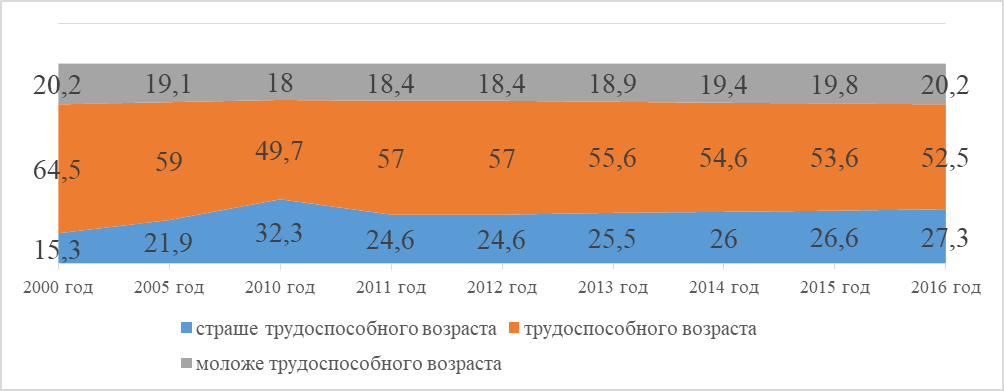 20,2 19,1 18 18,4 18,4 18,9 19,4 19,8 20,2
64,5 59 49,7 57 57 55,6 54,6 53,6 52,5
15,3 21,9 32,3 24,6 24,6 25,5 26 26,6 27,3
2000 год 2005 год 2010 год 2011 год 2012 год 2013 год 2014 год 2015 год 2016 год
страше трудоспособного возраста трудоспособного возраста
моложе трудоспособного возраста